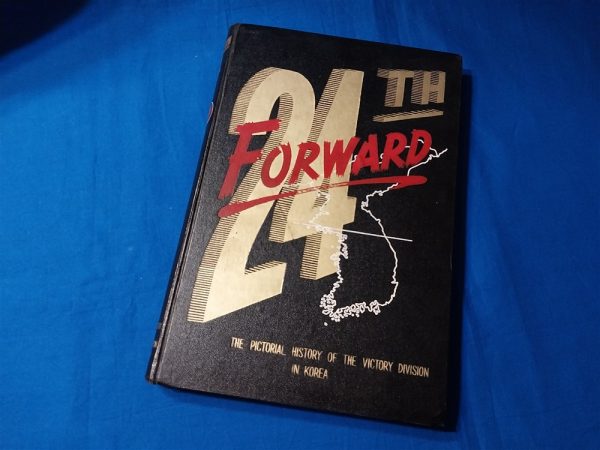 24TH
FORWARD
THE PICTORIAL HISTORY OF THE VICTORY DIVISION
IN KOREA